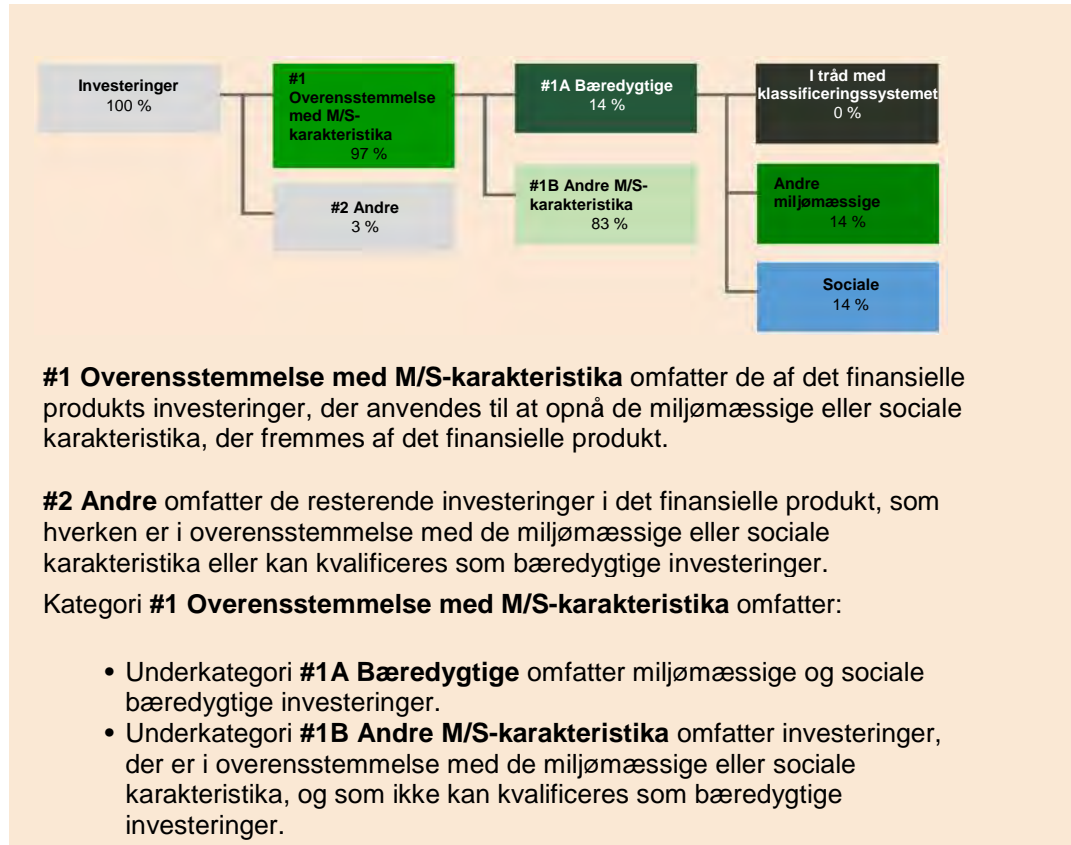 Investeringer
100 %
#1
Overensstemmelse
med M/S-
karakteristika
97 %
#2 Andre
3 %
#1A Bæredygtige
14 %
#1B Andre M/S-
karakteristika
83 %
I tråd med
klassificeringssystemet
0 %
Andre
miljømæssige
14 %
Sociale
14 %
#1 Overensstemmelse med M/S-karakteristika omfatter de af det finansielle
produkts investeringer, der anvendes til at opnå de miljømæssige eller sociale
karakteristika, der fremmes af det finansielle produkt.
#2 Andre omfatter de resterende investeringer i det finansielle produkt, som
hverken er i overensstemmelse med de miljømæssige eller sociale
karakteristika eller kan kvalificeres som bæredygtige investeringer.
Kategori #1 Overensstemmelse med M/S-karakteristika omfatter:
• Underkategori #1A Bæredygtige omfatter miljømæssige og sociale
bæredygtige investeringer.
• Underkategori #1B Andre M/S-karakteristika omfatter investeringer,
der er i overensstemmelse med de miljømæssige eller sociale
karakteristika, og som ikke kan kvalificeres som bæredygtige
investeringer.